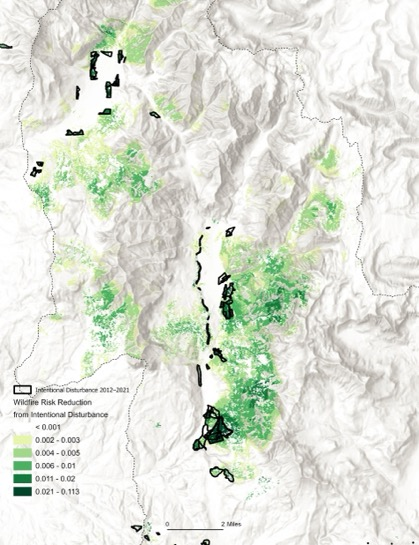 Intentional Disturbance 2012-2021
Wildfire Risk Reduction
from Intentional Disturbance
< 0.001
0.002 - 0.003
0.004 - 0.005
0.006 - 0.01
0.011 - 0.02
0.021 - 0.113
0 2 Miles